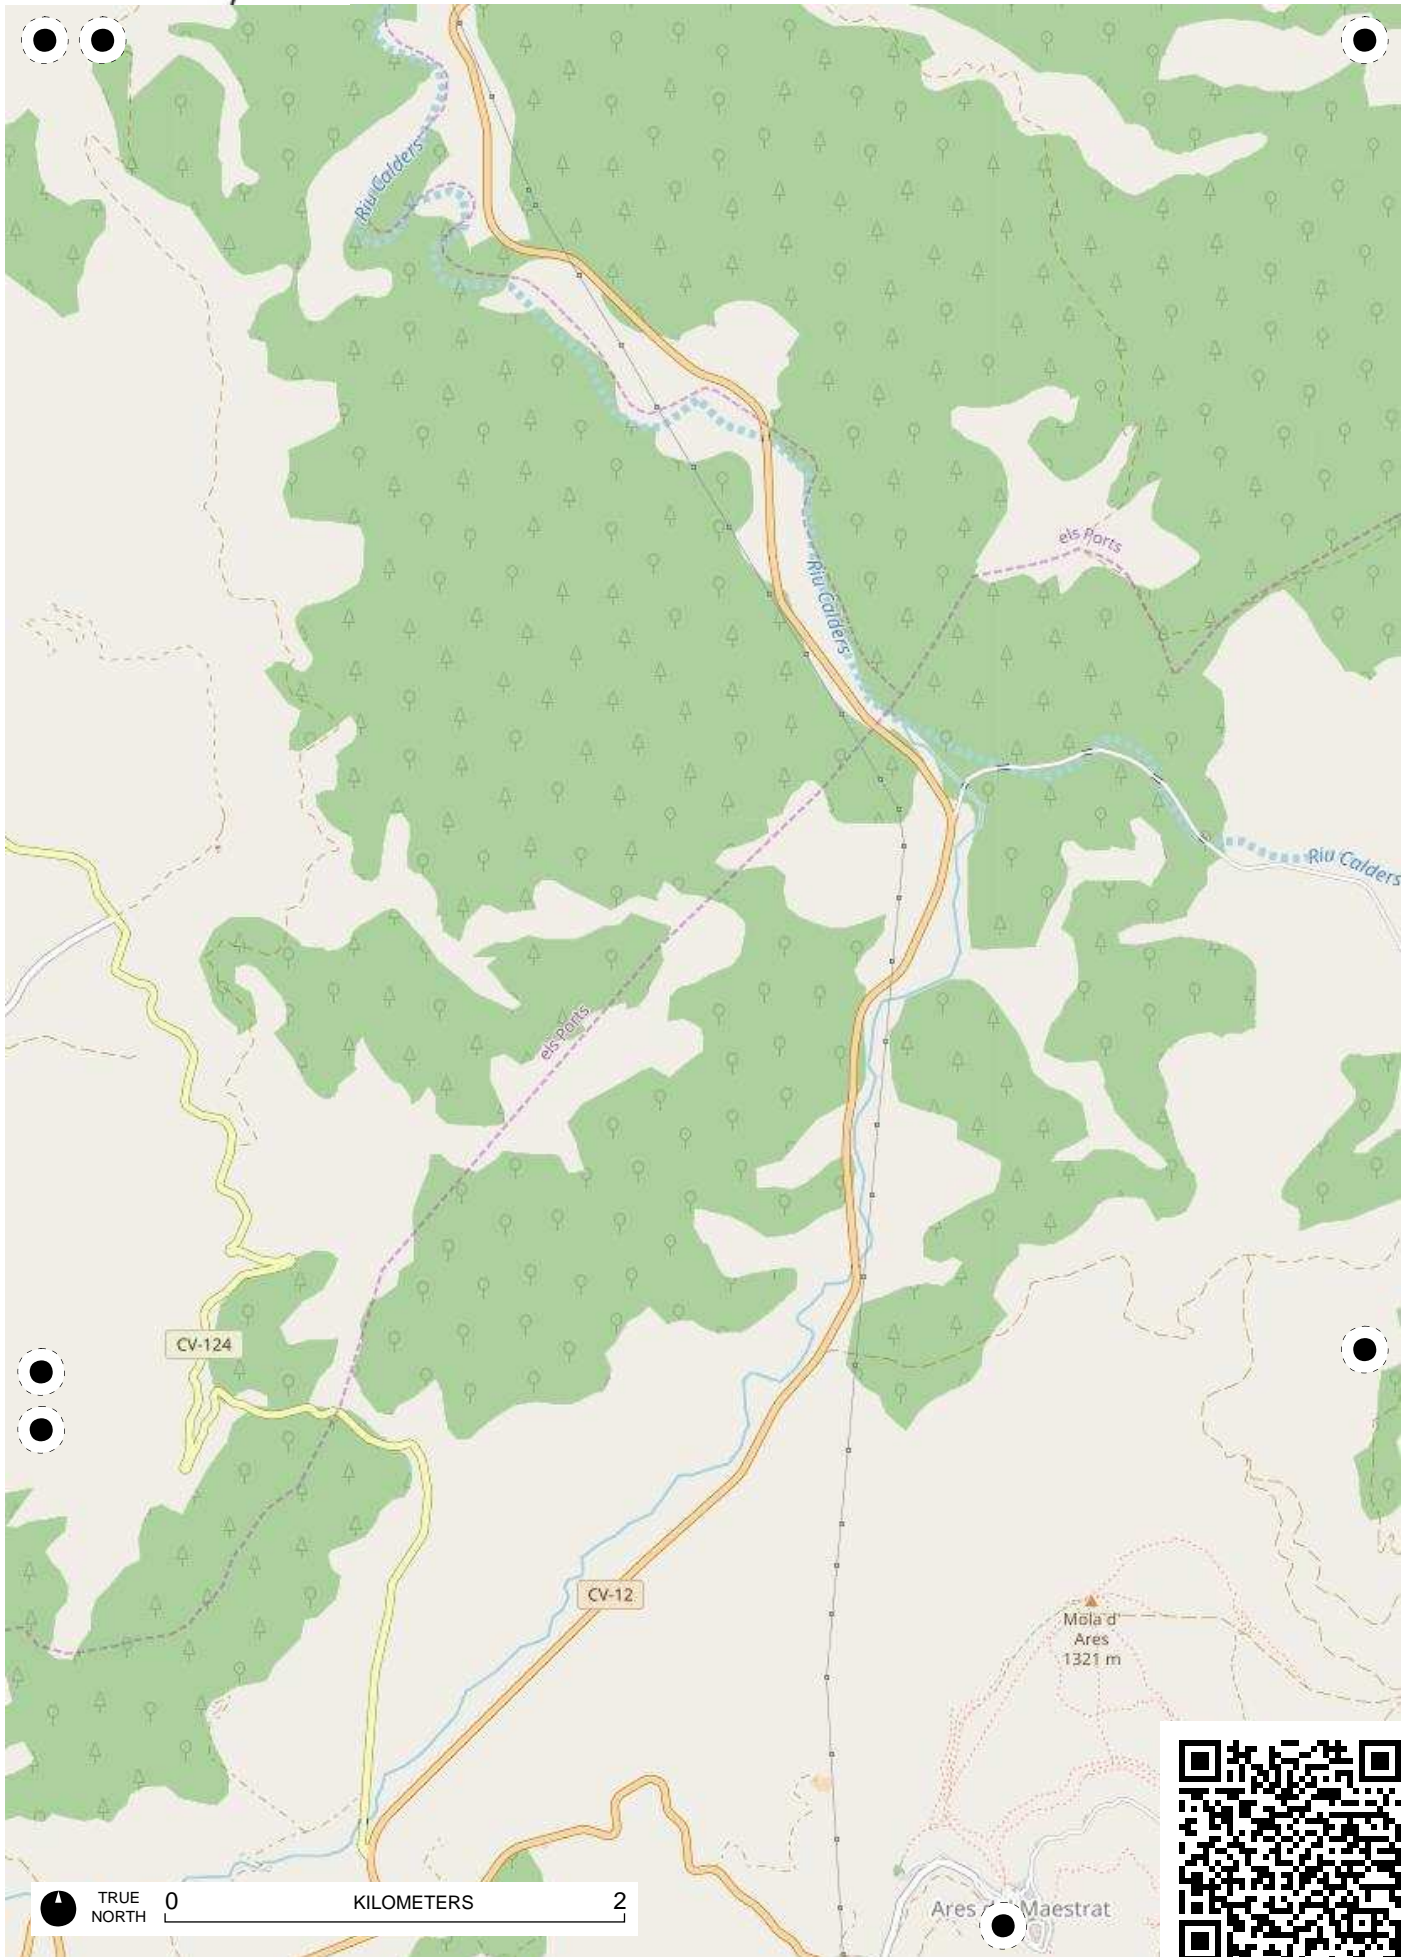 Riu Calders
els Ports
Riu Calders
Riu Calders
els Ports
CV-124
CV-12
Mola d'
Ares
1321 m
Ares Maestrat
TRUE
NORTH
0 KILOMETERS 2